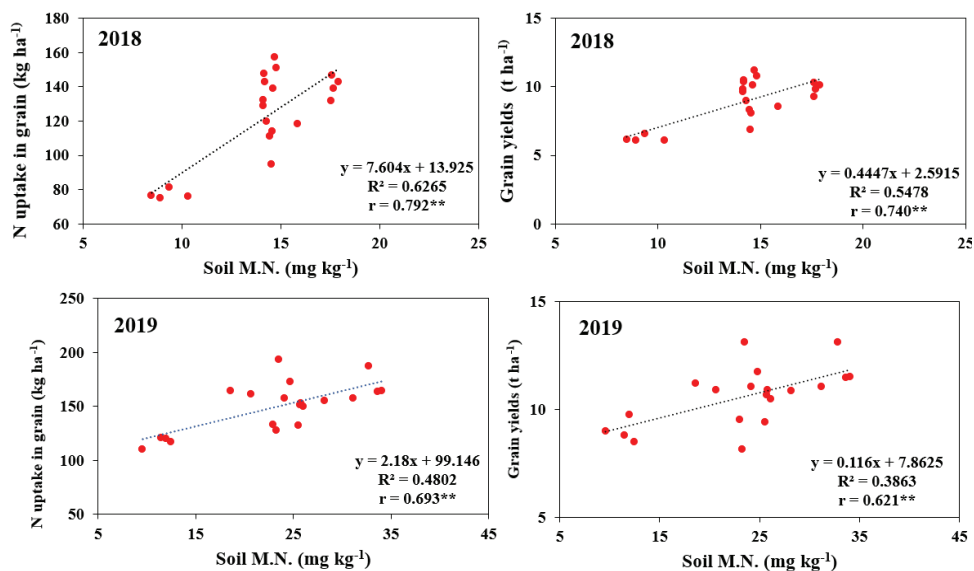 N uptake in grain (kg ha⁻¹)
180
160
140
120
100
80
60
2018
y = 7.604x + 13.925
R² = 0.6265
r = 0.792**
5 10 15 20 25
Soil M.N. (mg kg⁻¹)
Grain yields (t ha⁻¹)
15
10
5
0
2018
y = 0.4447x + 2.5915
R² = 0.5478
r = 0.740**
5 10 15 20 25
Soil M.N. (mg kg⁻¹)
N uptake in grain (kg ha⁻¹)
250
200
150
100
50
2019
y = 2.18x + 99.146
R² = 0.4802
r = 0.693**
5 15 25 35 45
Soil M.N. (mg kg⁻¹)
Grain yields (t ha⁻¹)
15
10
5
2019
y = 0.116x + 7.8625
R² = 0.3863
r = 0.621**
5 15 25 35 45
Soil M.N. (mg kg⁻¹)